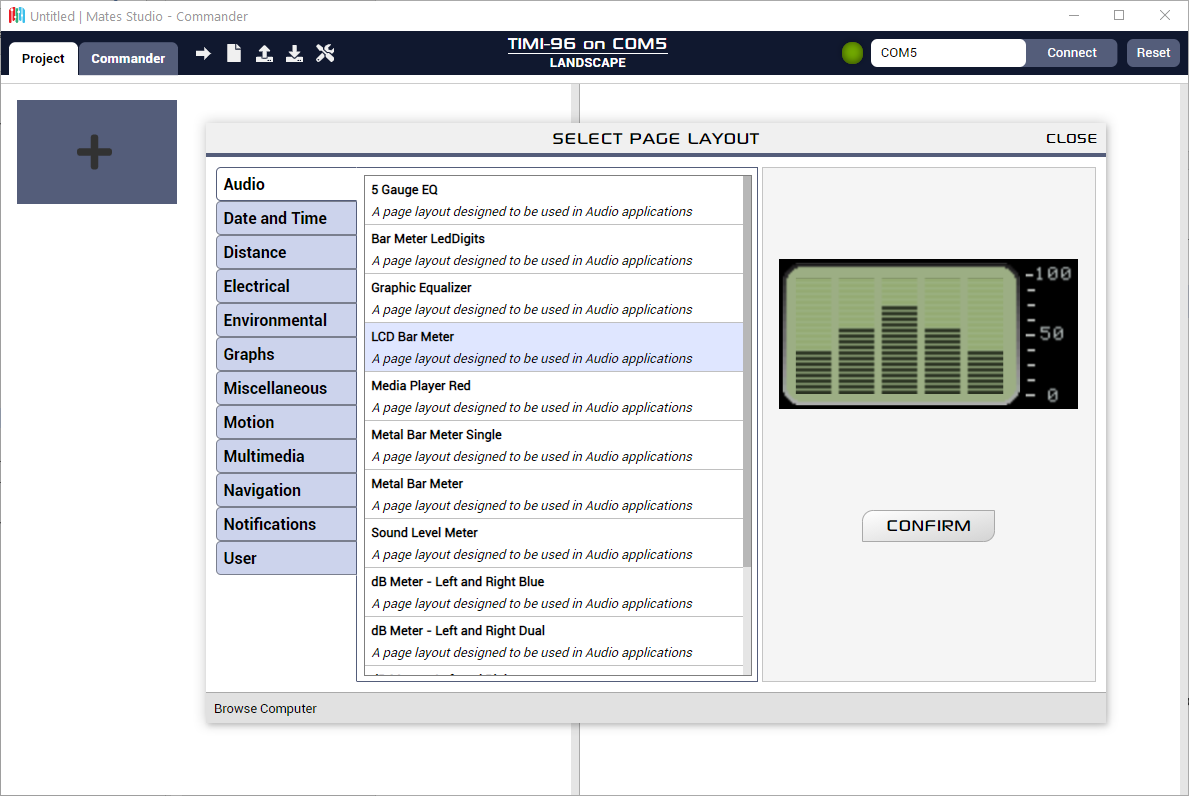 Untitled | Mates Studio - Commander
Project
Commander
TIMI-96 on COM5
LANDSCAPE
COM5
Connect
Reset
SELECT PAGE LAYOUT
CLOSE
Audio
Date and Time
Distance
Electrical
Environmental
Graphs
Miscellaneous
Motion
Multimedia
Navigation
Notifications
User
5 Gauge EQ
A page layout designed to be used in Audio applications
Bar Meter LedDigits
A page layout designed to be used in Audio applications
Graphic Equalizer
A page layout designed to be used in Audio applications
LCD Bar Meter
A page layout designed to be used in Audio applications
Media Player Red
A page layout designed to be used in Audio applications
Metal Bar Meter Single
A page layout designed to be used in Audio applications
Metal Bar Meter
A page layout designed to be used in Audio applications
Sound Level Meter
A page layout designed to be used in Audio applications
dB Meter - Left and Right Blue
A page layout designed to be used in Audio applications
dB Meter - Left and Right Dual
A page layout designed to be used in Audio applications
100
50
0
CONFIRM
Browse Computer